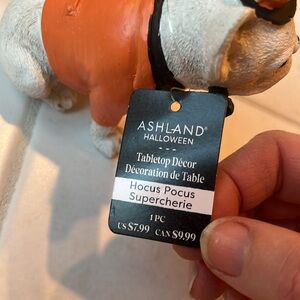 ASHLAND®
HALLOWEEN
Tabletop Décor
Décoration de Table
Hocus Pocus
Supercherie
1 PC
US $7.99 CAN $9.99